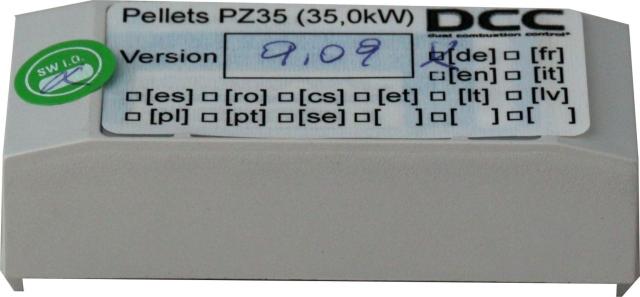 Pellets PZ35 (35,0kW) DCC
dual combustion control®
Version 9.09 [de] [fr]
[en] [it]
[es] [ro] [cs] [et] [lt] [lv]
[pl] [pt] [se] [ ] [ ] [ ]
SW i.O.